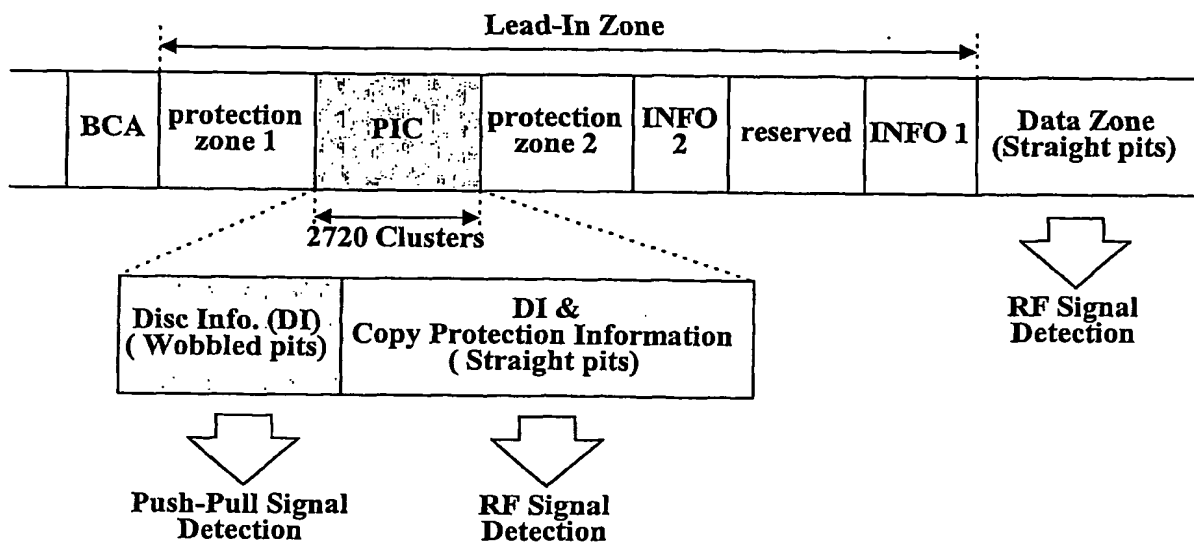 Lead-In Zone
BCA
protection
zone 1
PIC
protection
zone 2
INFO
2
reserved
INFO 1
Data Zone
(Straight pits)
2720 Clusters
Disc Info. (DI)
( Wobbled pits)
DI &
Copy Protection Information
( Straight pits)
RF Signal
Detection
Push-Pull Signal
Detection
RF Signal
Detection